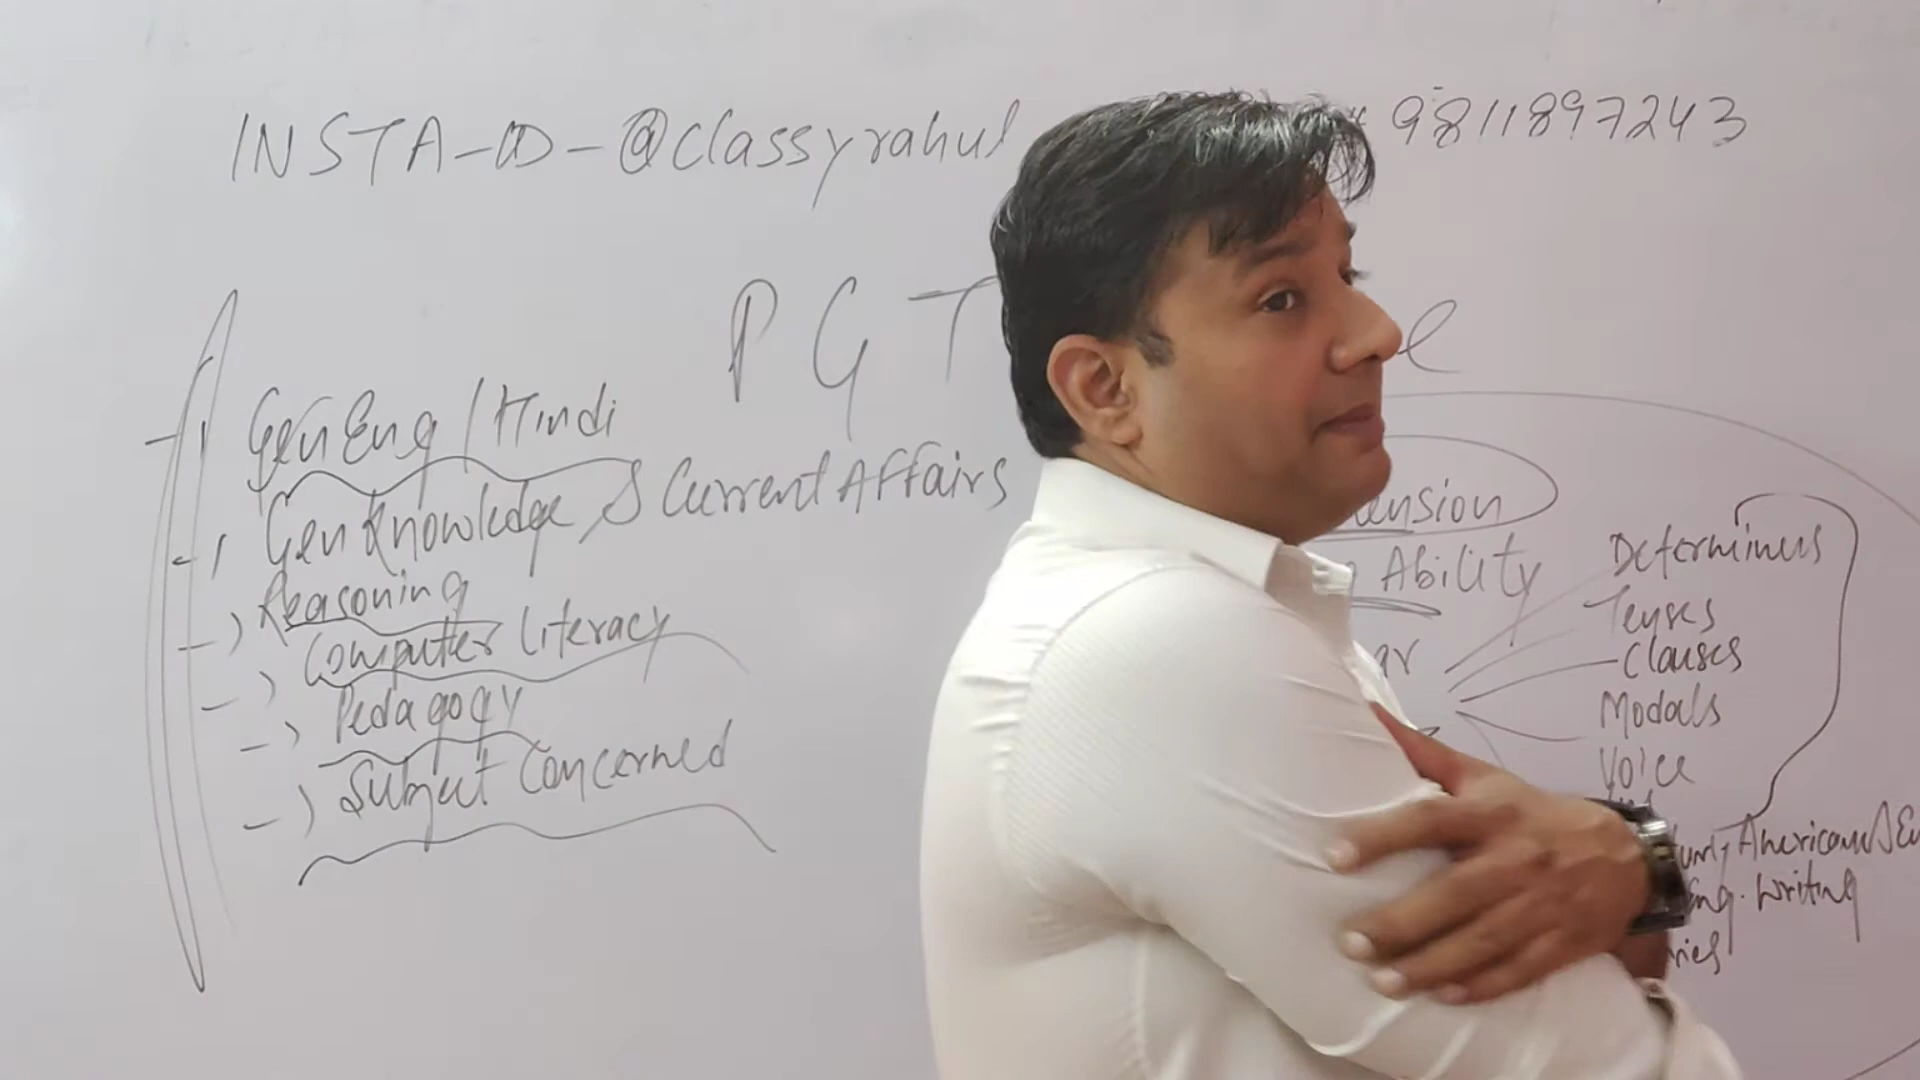 INSTA-ID-@classyrahul 9811897243
PGT
Gen Eng/Hindi
Gen Knowledge & Current Affairs
Reasoning
Computer Literacy
Pedagogy
Subject Concerned
Ability
Determiners
Tenses
Clauses
Modals
Voice
Writing